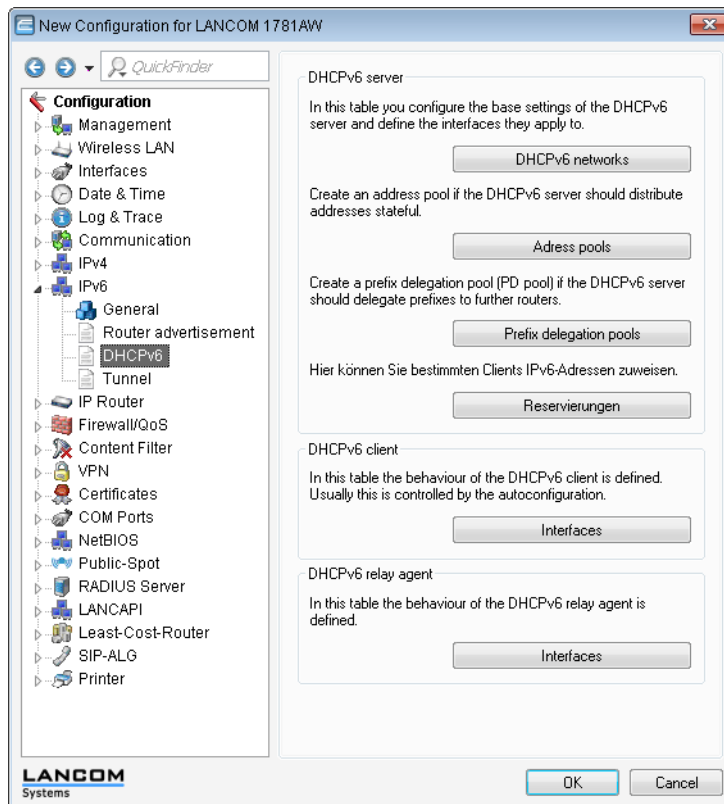 New Configuration for LANCOM 1781AW
QuickFinder
Configuration
Management
Wireless LAN
Interfaces
Date & Time
Log & Trace
Communication
IPv4
IPv6
General
Router advertisement
DHCPv6
Tunnel
IP Router
Firewall/QoS
Content Filter
VPN
Certificates
COM Ports
NetBIOS
Public-Spot
RADIUS Server
LANCAPI
Least-Cost-Router
SIP-ALG
Printer
DHCPv6 server
In this table you configure the base settings of the DHCPv6
server and define the interfaces they apply to.
DHCPv6 networks
Create an address pool if the DHCPv6 server should distribute
addresses stateful.
Adress pools
Create a prefix delegation pool (PD pool) if the DHCPv6 server
should delegate prefixes to further routers.
Prefix delegation pools
Hier können Sie bestimmten Clients IPv6-Adressen zuweisen.
Reservierungen
DHCPv6 client
In this table the behaviour of the DHCPv6 client is defined.
Usually this is controlled by the autoconfiguration.
Interfaces
DHCPv6 relay agent
In this table the behaviour of the DHCPv6 relay agent is
defined.
Interfaces
LANCOM
Systems
OK
Cancel